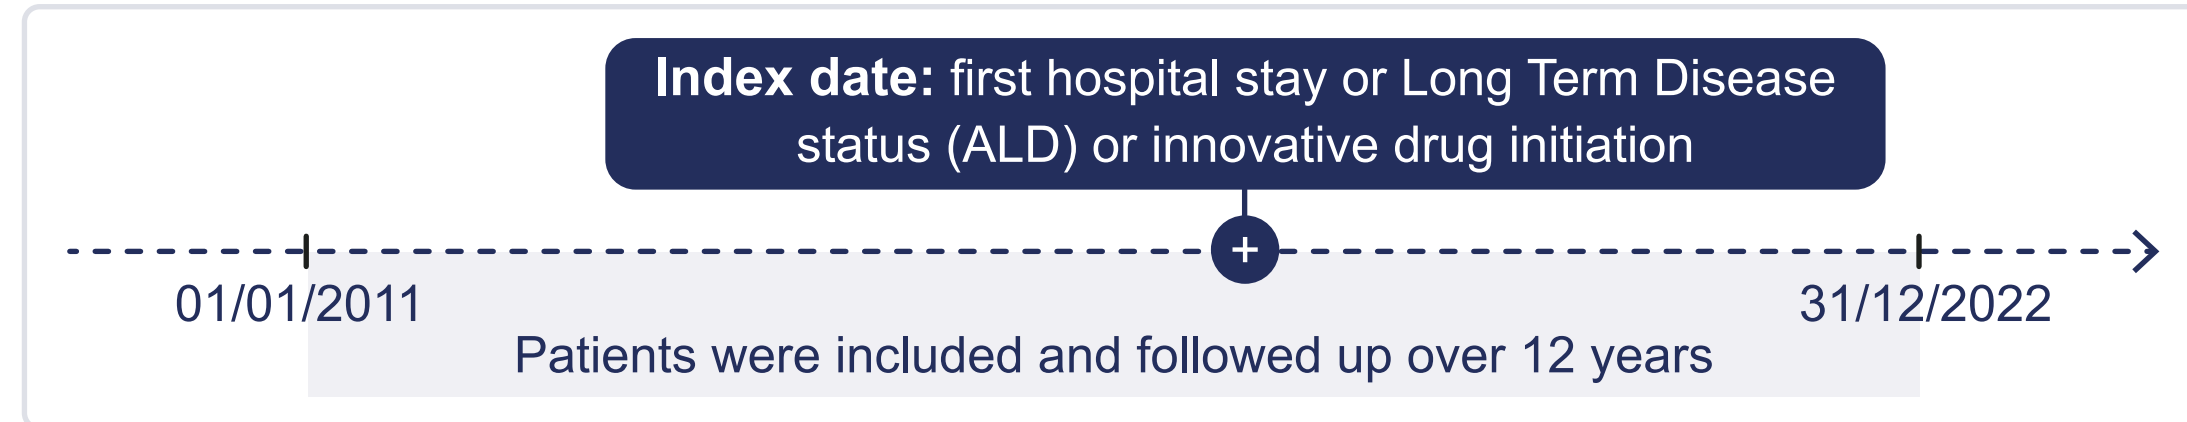 Index date: first hospital stay or Long Term Disease
status (ALD) or innovative drug initiation
+
01/01/2011
31/12/2022
Patients were included and followed up over 12 years